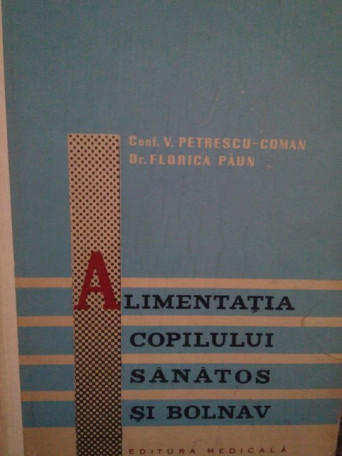 Conf. V. PETRESCU-COMAN
Dr. FLORICA PĂUN
ALIMENTAȚIA
COPILULUI
SĂNĂTOS
ȘI BOLNAV
EDITURA MEDICALĂ